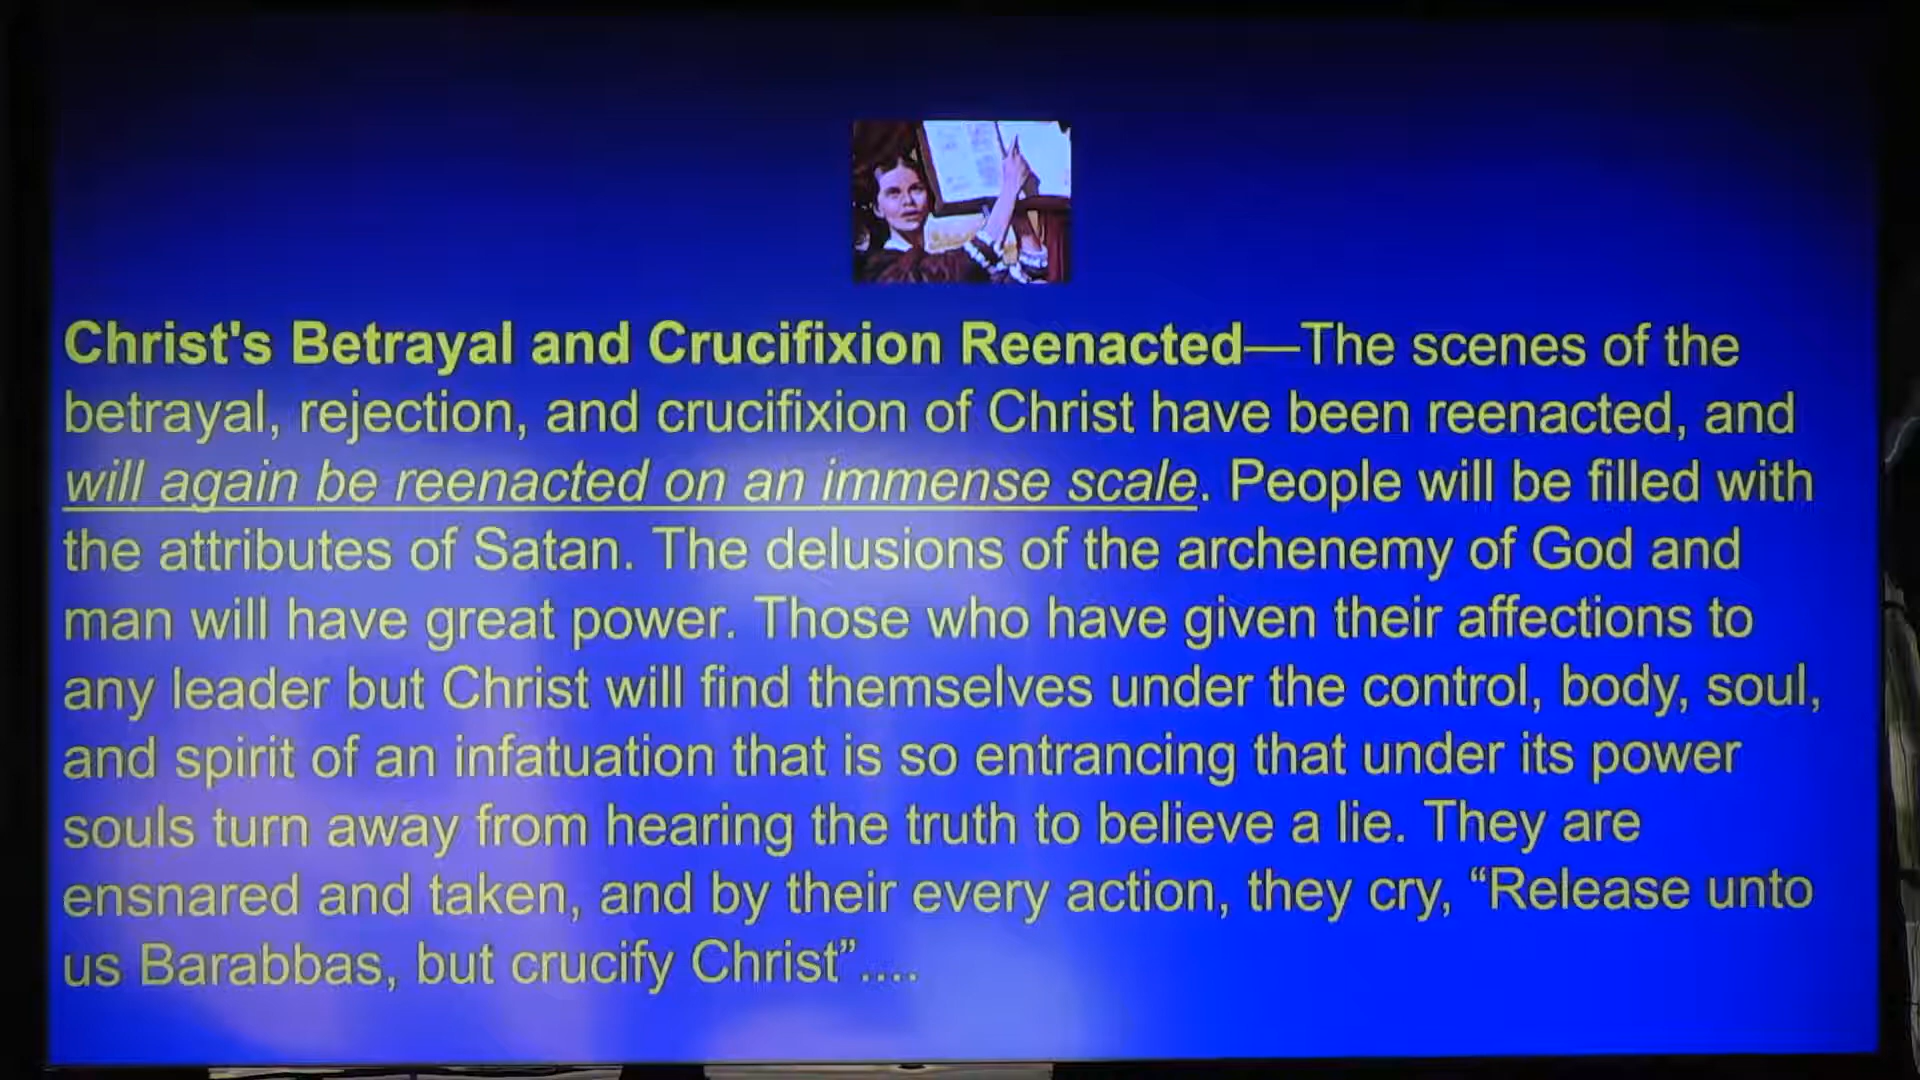 Christ's Betrayal and Crucifixion Reenacted—The scenes of the
betrayal, rejection, and crucifixion of Christ have been reenacted, and
will again be reenacted on an immense scale. People will be filled with
the attributes of Satan. The delusions of the archenemy of God and
man will have great power. Those who have given their affections to
any leader but Christ will find themselves under the control, body, soul,
and spirit of an infatuation that is so entrancing that under its power
souls turn away from hearing the truth to believe a lie. They are
ensnared and taken, and by their every action, they cry, “Release unto
us Barabbas, but crucify Christ”....